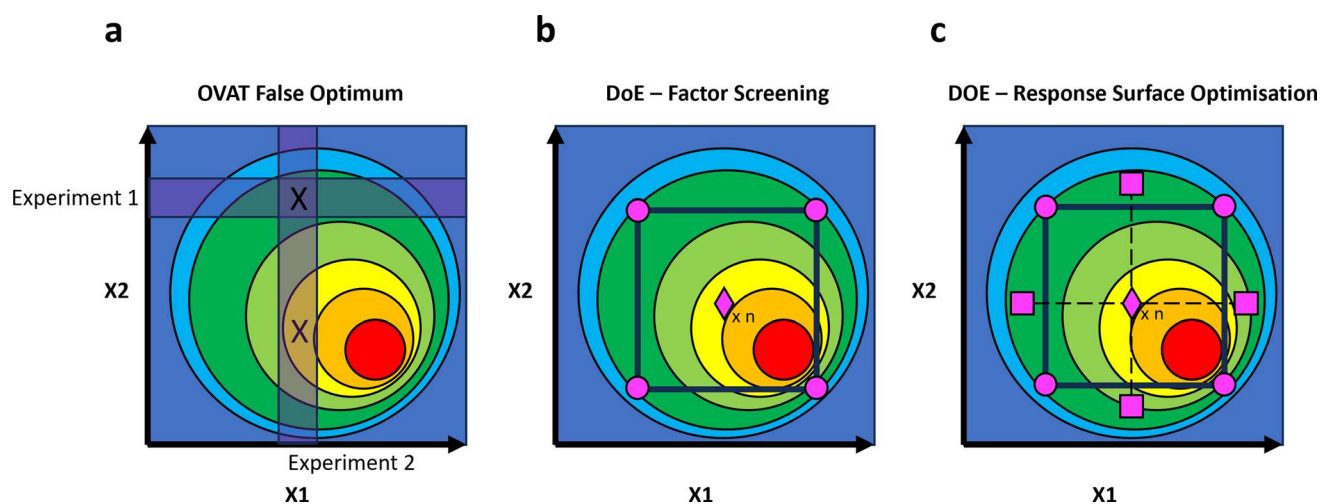 a
OVAT False Optimum
Experiment 1
X
X2
X
Experiment 2
X1
b
DoE – Factor Screening
X2
x n
X1
c
DOE – Response Surface Optimisation
X2
x n
X1